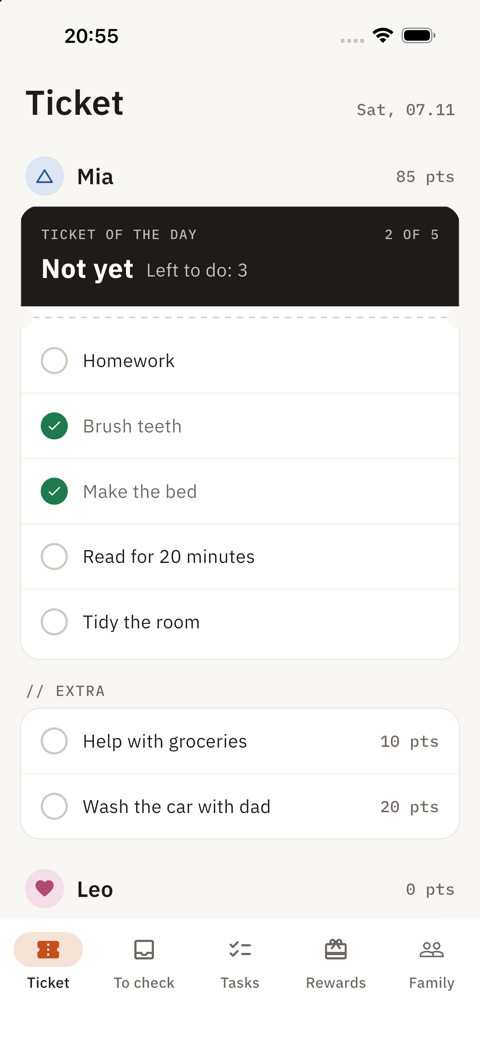 20:55
Ticket
Sat, 07.11
Mia
85 pts
TICKET OF THE DAY
2 OF 5
Not yet Left to do: 3
Homework
Brush teeth
Make the bed
Read for 20 minutes
Tidy the room
// EXTRA
Help with groceries
10 pts
Wash the car with dad
20 pts
Leo
0 pts
Ticket
To check
Tasks
Rewards
Family